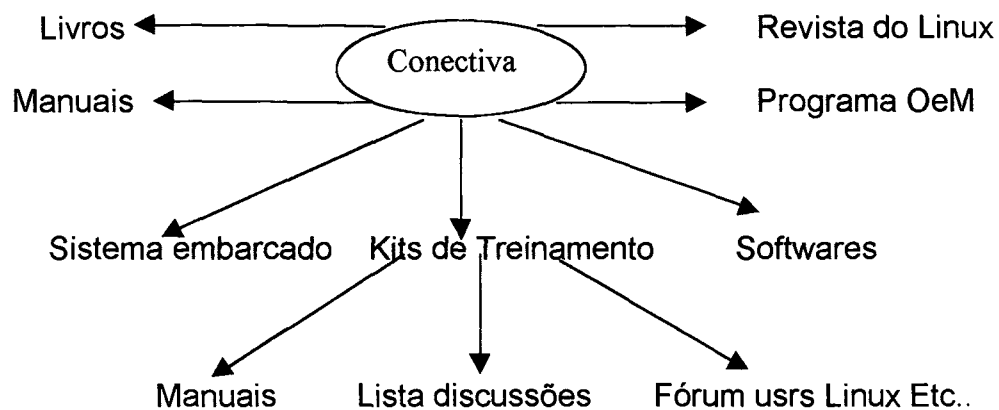 Livros
Revista do Linux
Conectiva
Manuais
Programa OeM
Sistema embarcado
Kits de Treinamento
Softwares
Manuais
Lista discussões
Fórum usrs Linux Etc..